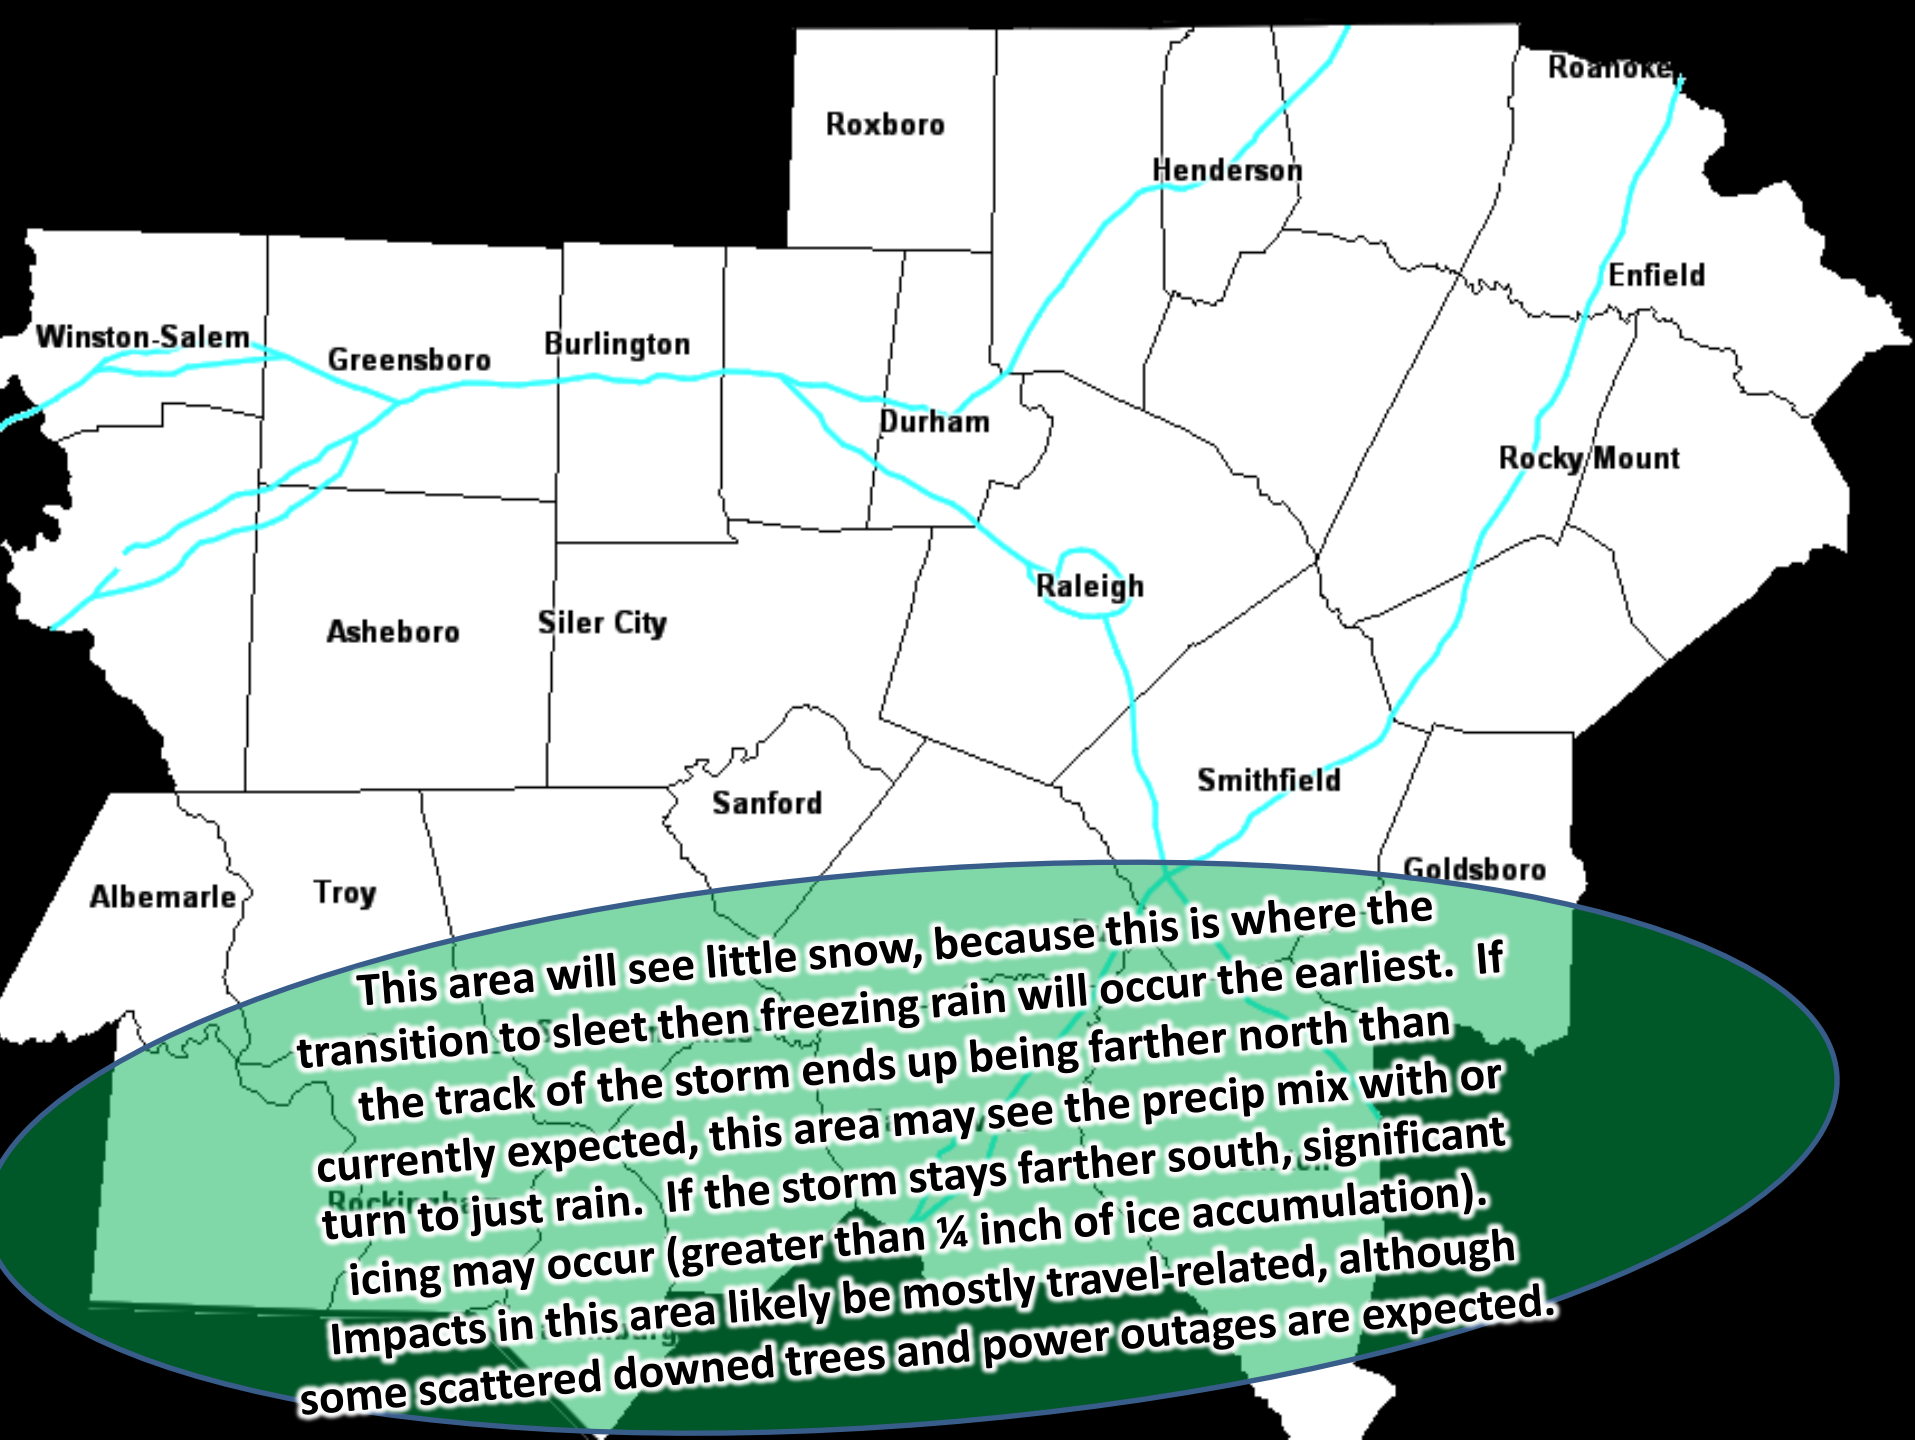 Roanoke
Roxboro
Henderson
Enfield
Winston-Salem
Greensboro
Burlington
Durham
Rocky Mount
Raleigh
Asheboro
Siler City
Smithfield
Sanford
Goldsboro
Albemarle
Troy
This area will see little snow, because this is where the
transition to sleet then freezing rain will occur the earliest.  If
the track of the storm ends up being farther north than
currently expected, this area may see the precip mix with or
turn to just rain.  If the storm stays farther south, significant
icing may occur (greater than ¼ inch of ice accumulation).
Impacts in this area likely be mostly travel-related, although
some scattered downed trees and power outages are expected.